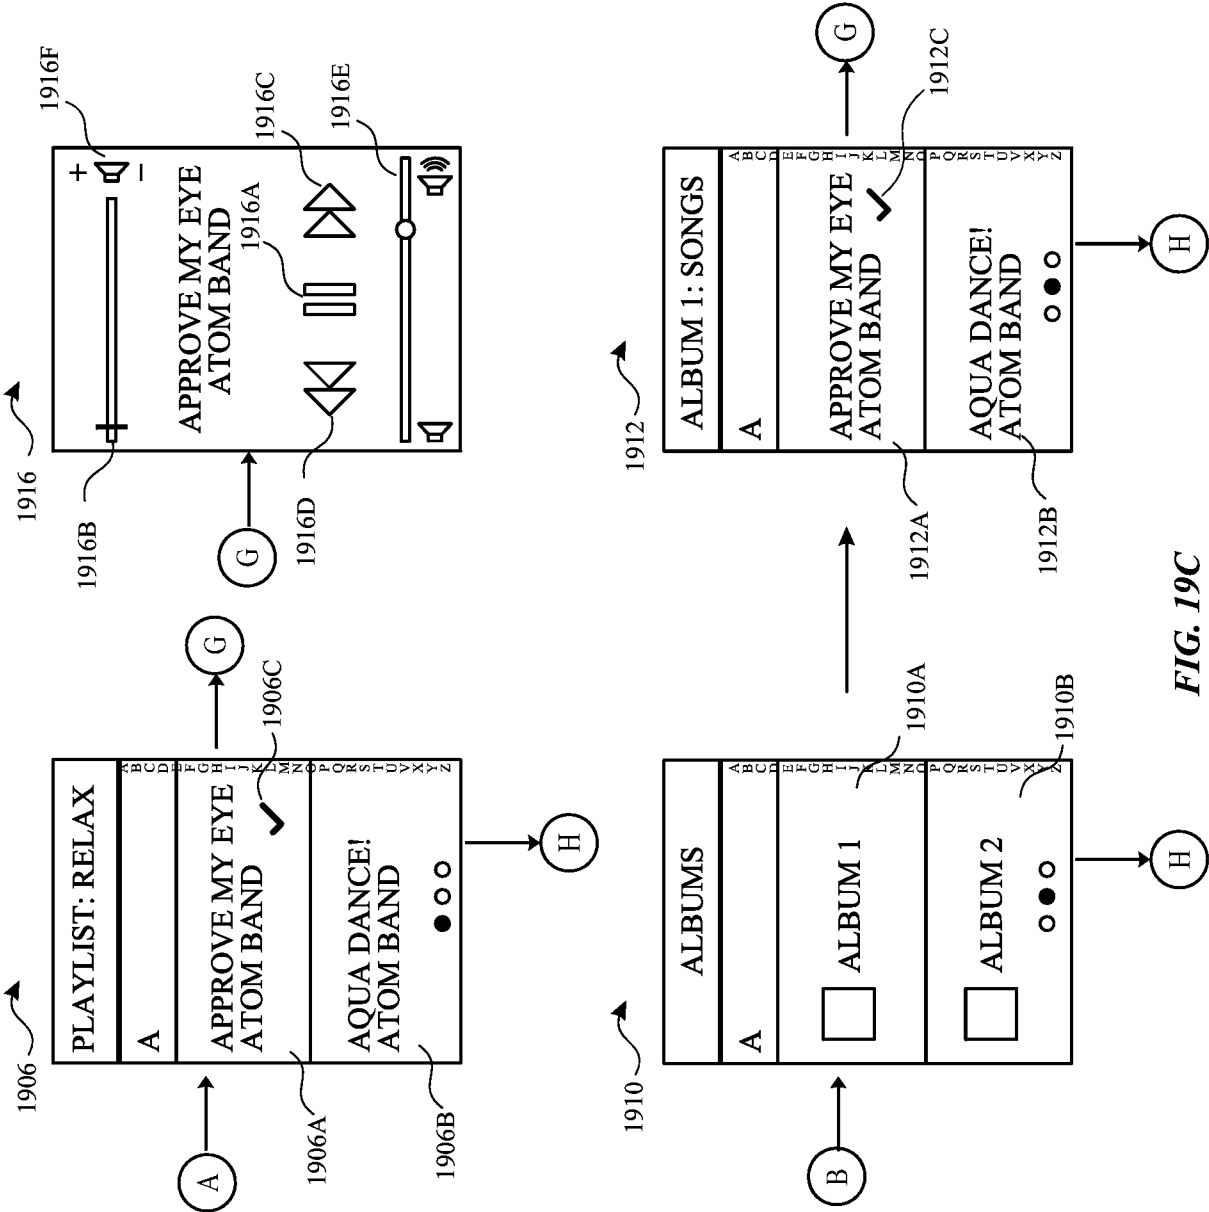 1906
PLAYLIST: RELAX
A
APPROVE MY EYE
ATOM BAND
AQUA DANCE!
ATOM BAND
A
B
C
D
E
F
G
H
I
J
K
L
M
N
O
P
Q
R
S
T
U
V
X
Y
Z
A
1906A
1906B
1906C
G
H
1916
1916B
1916F
+
−
APPROVE MY EYE
ATOM BAND
1916A
1916C
1916D
1916E
G
1910
ALBUMS
A
ALBUM 1
ALBUM 2
A
B
C
D
E
F
G
H
I
J
K
L
M
N
O
P
Q
R
S
T
U
V
X
Y
Z
B
1910A
1910B
H
1912
ALBUM 1: SONGS
A
APPROVE MY EYE
ATOM BAND
AQUA DANCE!
ATOM BAND
A
B
C
D
E
F
G
H
I
J
K
L
M
N
O
P
Q
R
S
T
U
V
X
Y
Z
1912A
1912B
1912C
G
H
FIG. 19C